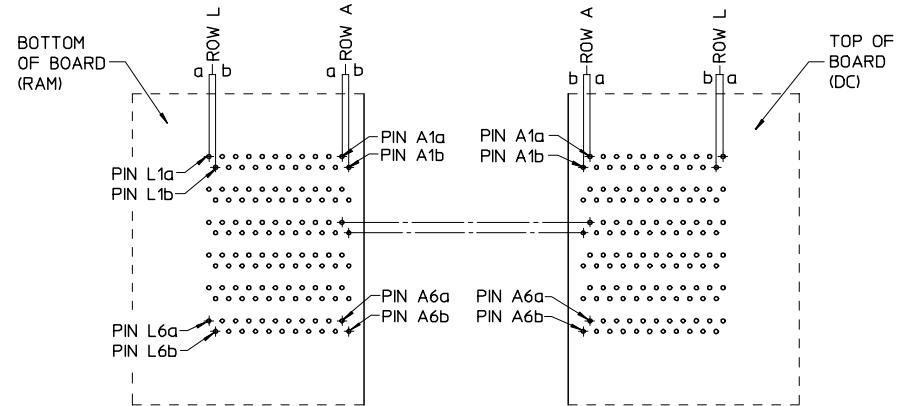 ROW L
ROW A
ROW A
ROW L
a b
a b
b a
b a
BOTTOM
OF BOARD
(RAM)
TOP OF
BOARD
(DC)
PIN A1a
PIN A1b
PIN A1a
PIN A1b
PIN L1a
PIN L1b
PIN A6a
PIN A6b
PIN A6a
PIN A6b
PIN L6a
PIN L6b